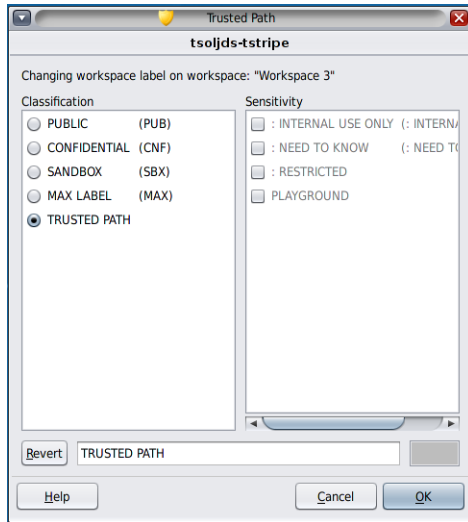 Trusted Path
tsoljds-tstripe
Changing workspace label on workspace: "Workspace 3"
Classification
PUBLIC (PUB)
CONFIDENTIAL (CNF)
SANDBOX (SBX)
MAX LABEL (MAX)
TRUSTED PATH
Sensitivity
: INTERNAL USE ONLY (: INTERN
: NEED TO KNOW (: NEED T
: RESTRICTED
PLAYGROUND
Revert TRUSTED PATH
Help Cancel OK